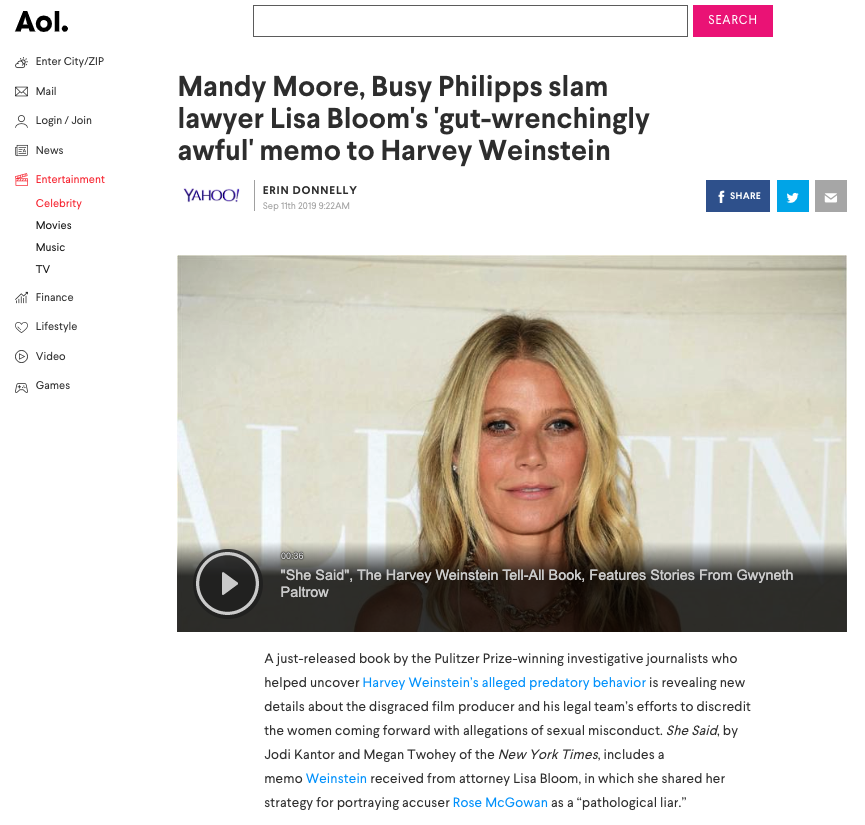 Aol.
SEARCH
Enter City/ZIP
Mail
Login / Join
News
Entertainment
Celebrity
Movies
Music
TV
Finance
Lifestyle
Video
Games
Mandy Moore, Busy Philipps slam
lawyer Lisa Bloom's 'gut-wrenchingly
awful' memo to Harvey Weinstein
YAHOO!
ERIN DONNELLY
Sep 11th 2019 9:22AM
f SHARE
ALENTIN
00:36
"She Said", The Harvey Weinstein Tell-All Book, Features Stories From Gwyneth
Paltrow
A just-released book by the Pulitzer Prize-winning investigative journalists who
helped uncover Harvey Weinstein's alleged predatory behavior is revealing new
details about the disgraced film producer and his legal team's efforts to discredit
the women coming forward with allegations of sexual misconduct. She Said, by
Jodi Kantor and Megan Twohey of the New York Times, includes a
memo Weinstein received from attorney Lisa Bloom, in which she shared her
strategy for portraying accuser Rose McGowan as a “pathological liar.”